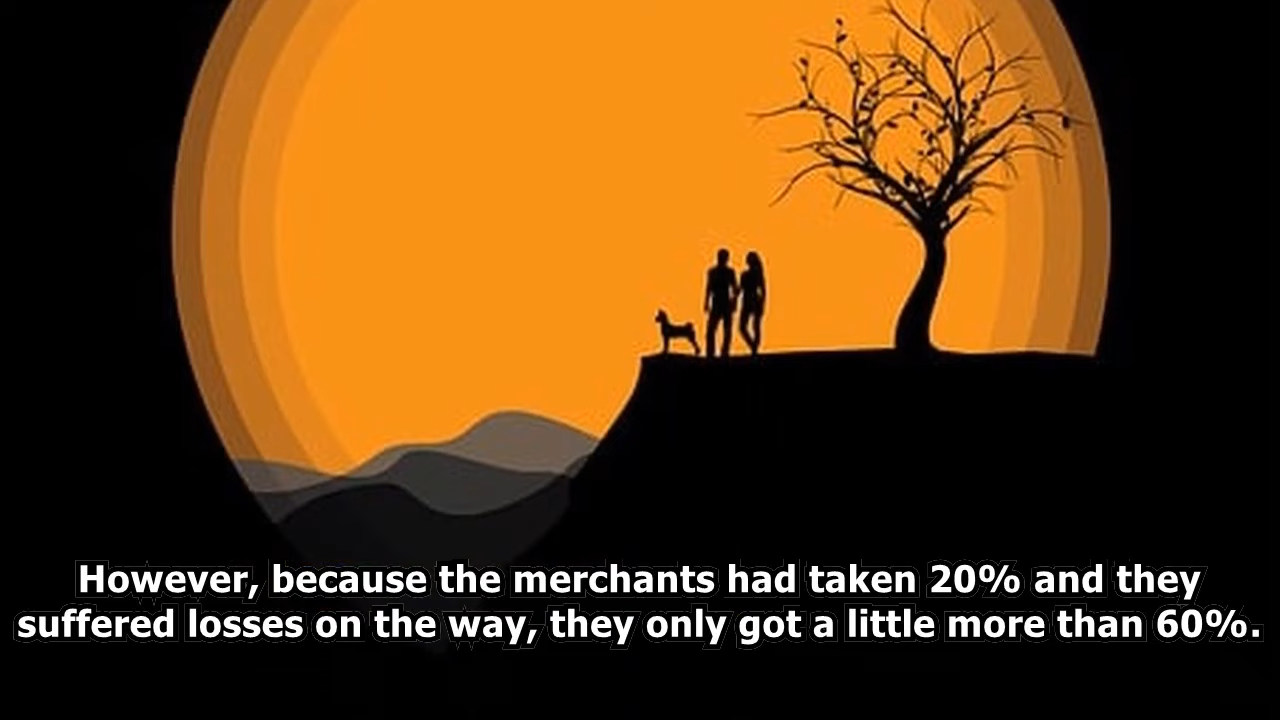 However, because the merchants had taken 20% and they
suffered losses on the way, they only got a little more than 60%.